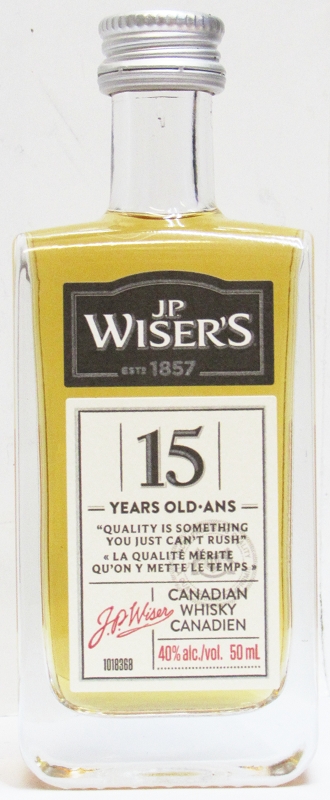 J.P.
WISER'S
ESTD 1857
15
YEARS OLD·ANS
"QUALITY IS SOMETHING
YOU JUST CAN'T RUSH"
« LA QUALITÉ MÉRITE
QU'ON Y METTE LE TEMPS »
J.P. Wiser
CANADIAN
WHISKY
CANADIEN
1018368
40% alc./vol. 50 mL